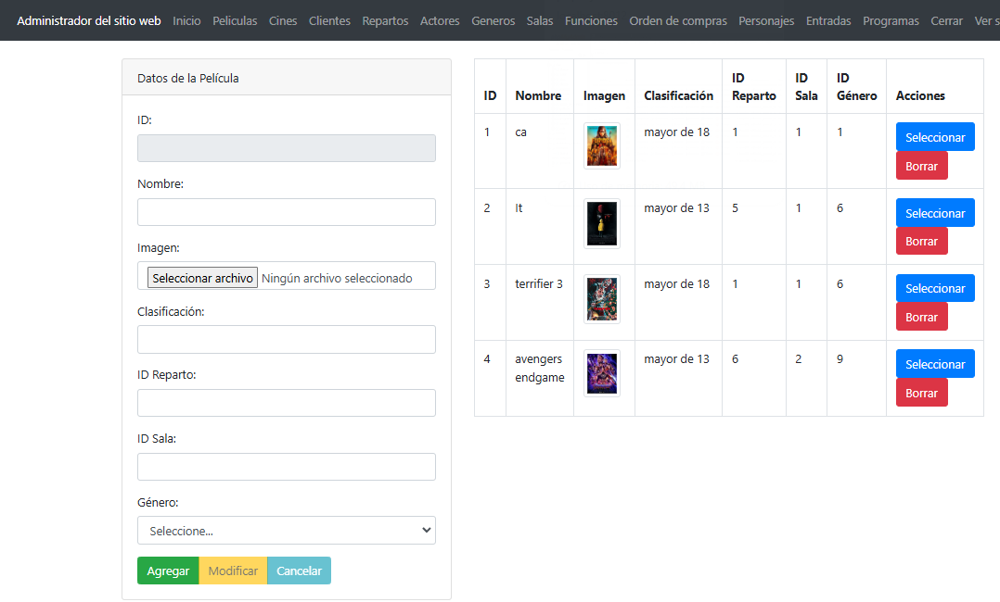 Administrador del sitio web Inicio Peliculas Cines Clientes Repartos Actores Generos Salas Funciones Orden de compras Personajes Entradas Programas Cerrar Ver s
Datos de la Película
ID:
Nombre:
Imagen:
Seleccionar archivo Ningún archivo seleccionado
Clasificación:
ID Reparto:
ID Sala:
Género:
Seleccione...
Agregar Modificar Cancelar
ID Nombre Imagen Clasificación ID Reparto ID Sala ID Género Acciones
1 ca mayor de 18 1 1 1 Seleccionar
Borrar
2 It mayor de 13 5 1 6 Seleccionar
Borrar
3 terrifier 3 mayor de 18 1 1 6 Seleccionar
Borrar
4 avengers endgame mayor de 13 6 2 9 Seleccionar
Borrar